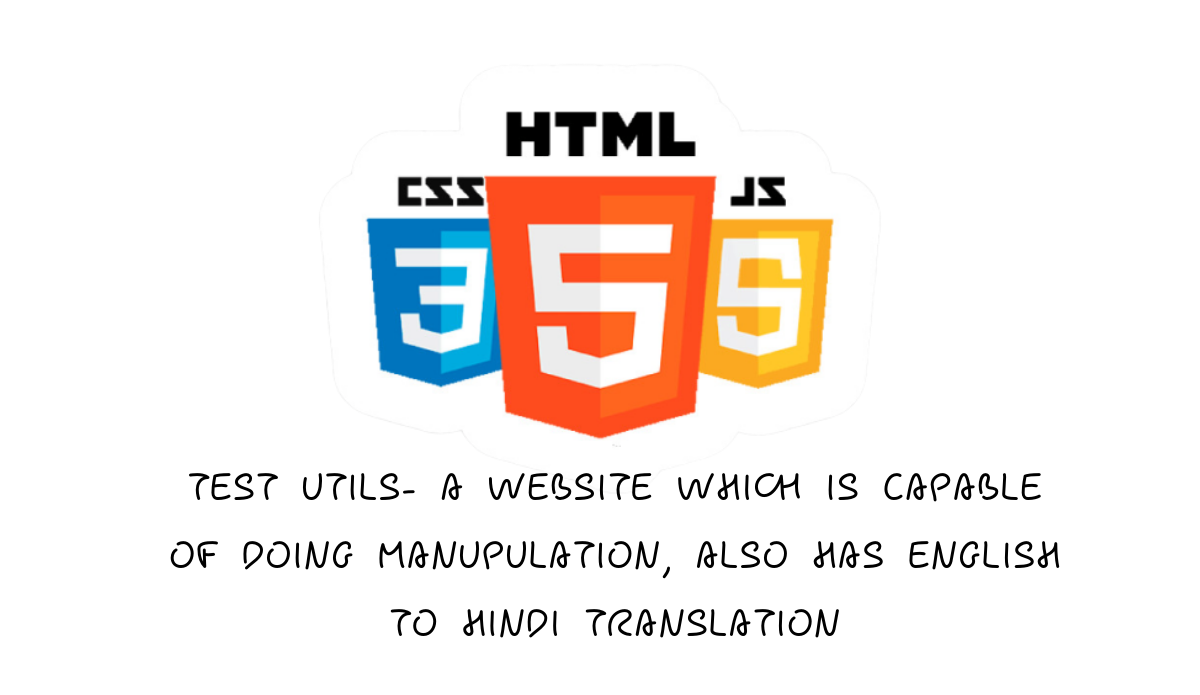 HTML
CSS JS
3 5 S
TEST UTILS- A WEBSITE WHICH IS CAPABLE
OF DOING MANUPULATION, ALSO HAS ENGLISH
TO HINDI TRANSLATION